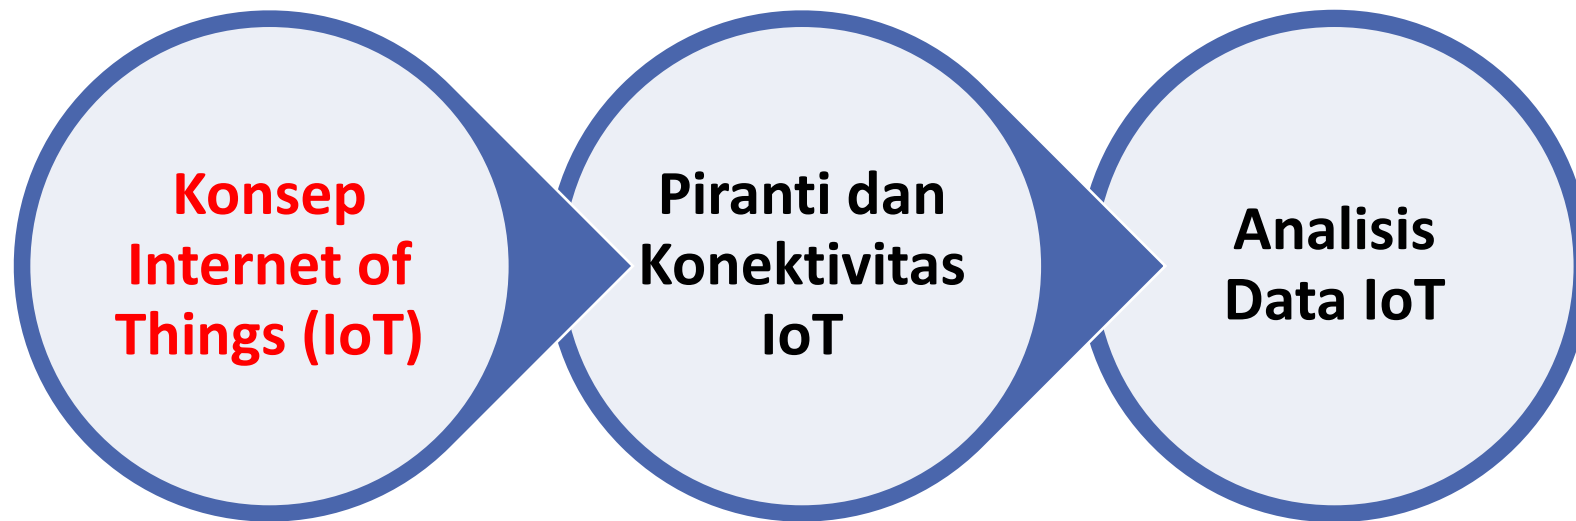 Konsep
Internet of
Things (IoT)
Piranti dan
Konektivitas
IoT
Analisis
Data IoT